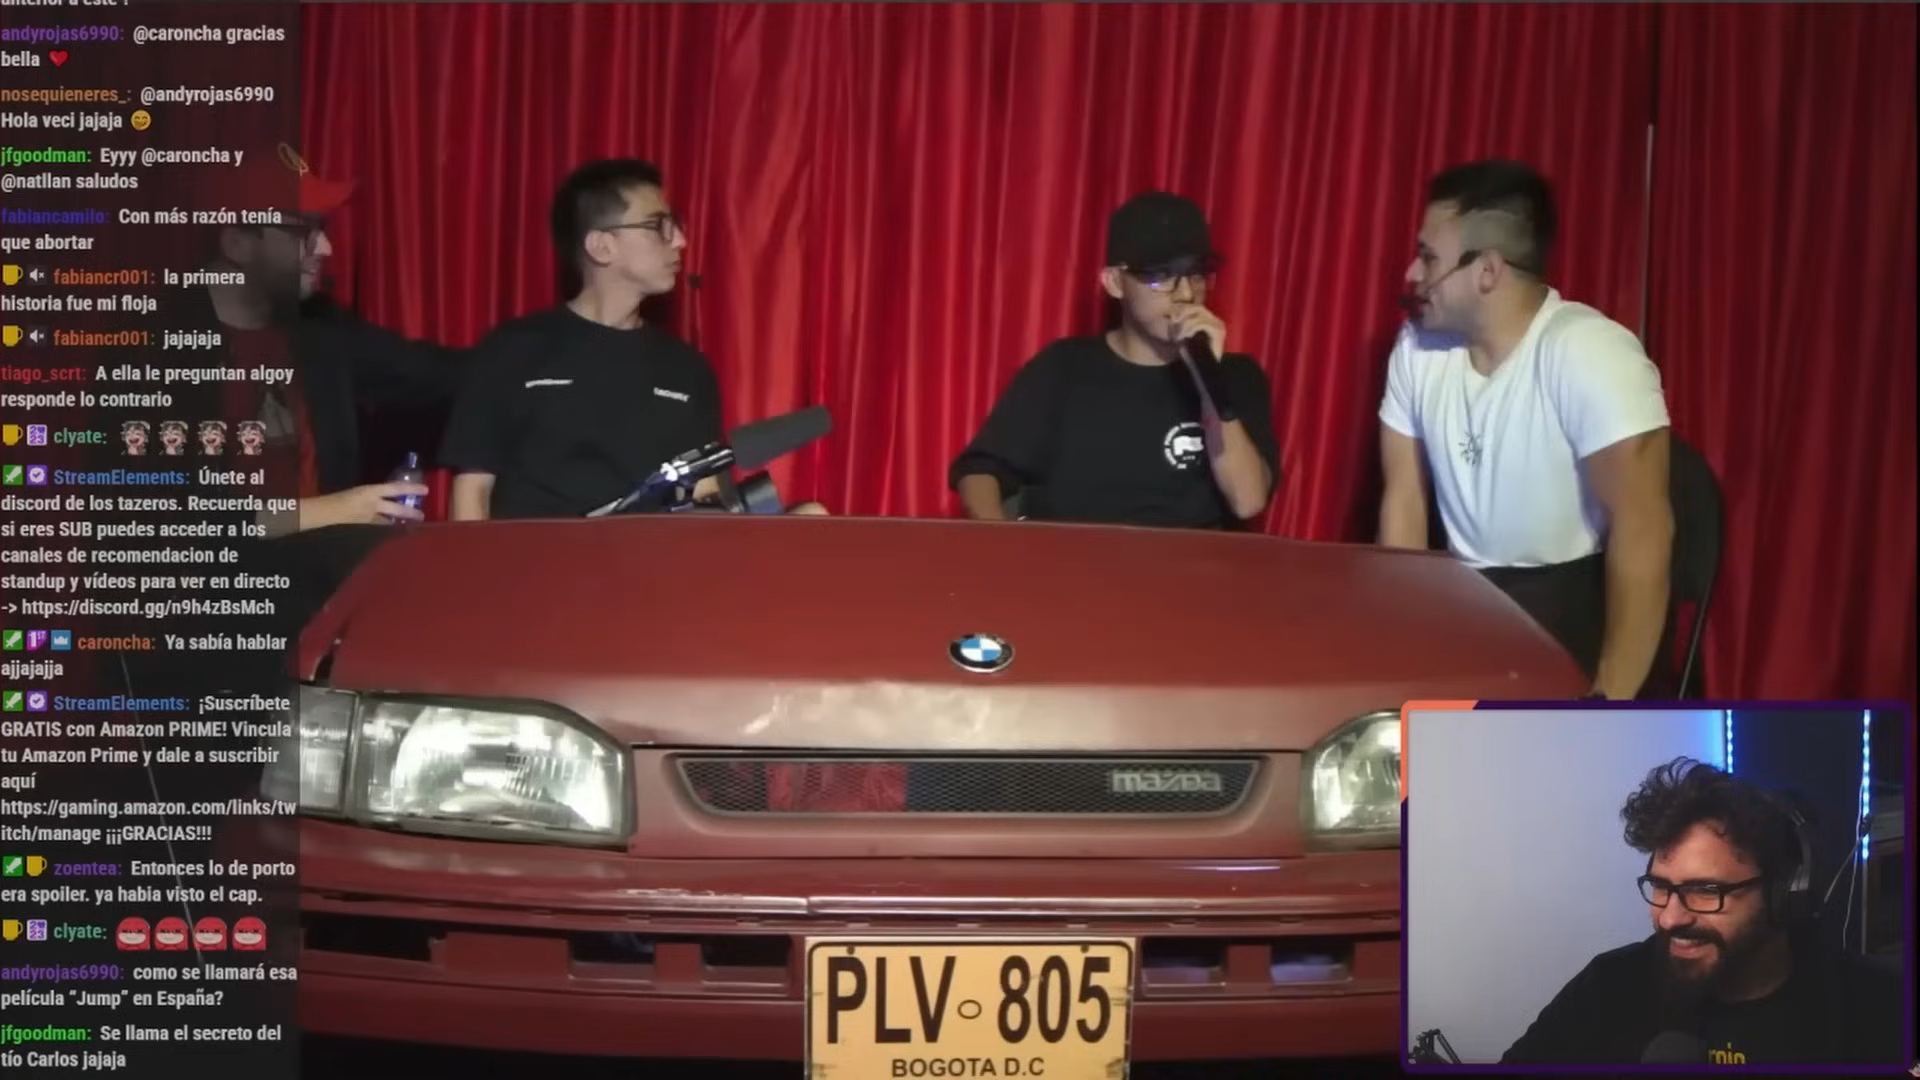 andyrojas6990: @caroncha gracias
bella
nosequieneres_: @andyrojas6990
Hola veci jajaja
jfgoodman: Eyyy @caroncha y
@natllan saludos
fabiancamilo: Con más razón tenía
que abortar
fabiancr001: la primera
historia fue mi floja
fabiancr001: jajajaja
tiago_scrt: A ella le preguntan algoy
responde lo contrario
clyate:
StreamElements: Únete al
discord de los tazeros. Recuerda que
si eres SUB puedes acceder a los
canales de recomendacion de
standup y vídeos para ver en directo
-> https://discord.gg/n9h4zBsMch
caroncha: Ya sabía hablar
ajjajajja
StreamElements: ¡Suscríbete
GRATIS con Amazon PRIME! Vincula
tu Amazon Prime y dale a suscribir
aquí
https://gaming.amazon.com/links/tw
itch/manage ¡¡¡GRACIAS!!!
zoentea: Entonces lo de porto
era spoiler. ya habia visto el cap.
clyate:
andyrojas6990: como se llamará esa
película “Jump” en España?
jfgoodman: Se llama el secreto del
tío Carlos jajaja
mazda
PLV 805
BOGOTA D.C